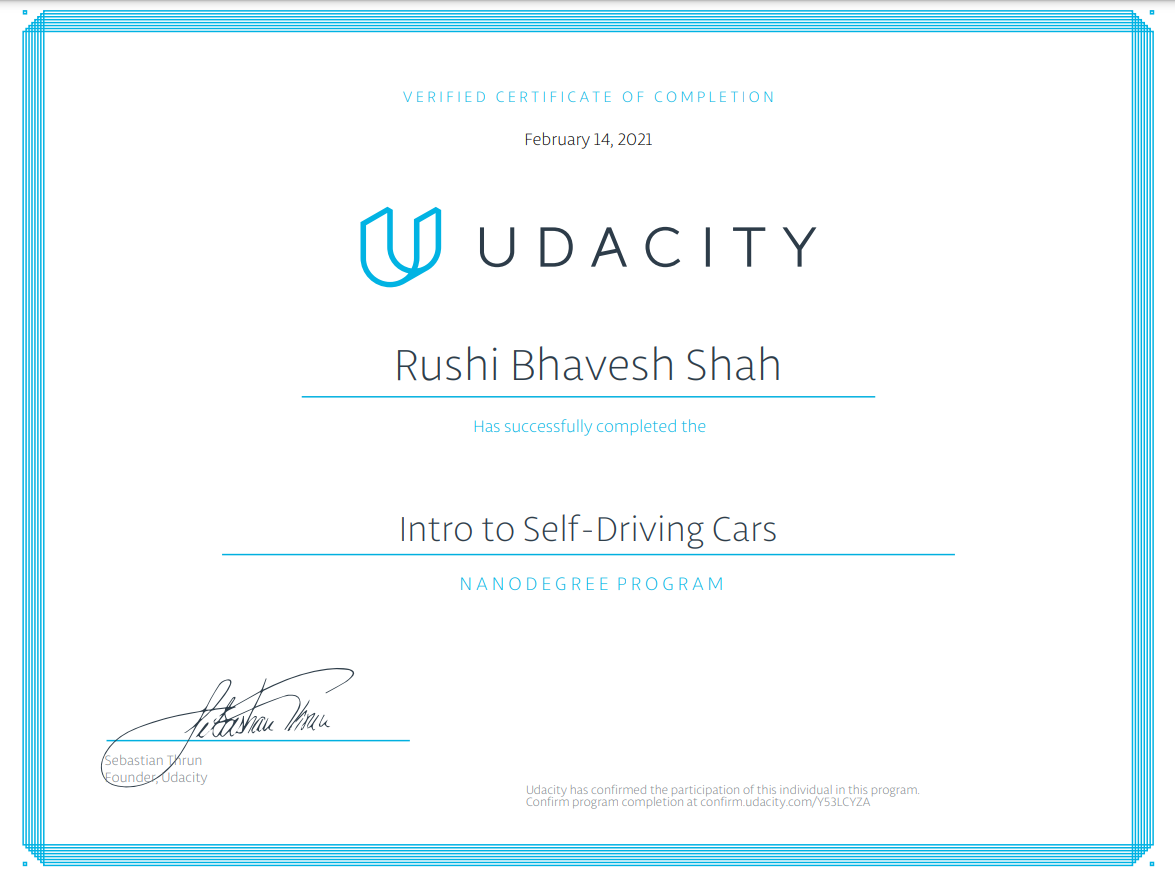 VERIFIED CERTIFICATE OF COMPLETION
February 14, 2021
UDACITY
Rushi Bhavesh Shah
Has successfully completed the
Intro to Self-Driving Cars
NANODEGREE PROGRAM
Sebastian Thrun
Sebastian Thrun
Founder, Udacity
Udacity has confirmed the participation of this individual in this program.
Confirm program completion at confirm.udacity.com/Y53LCYZA